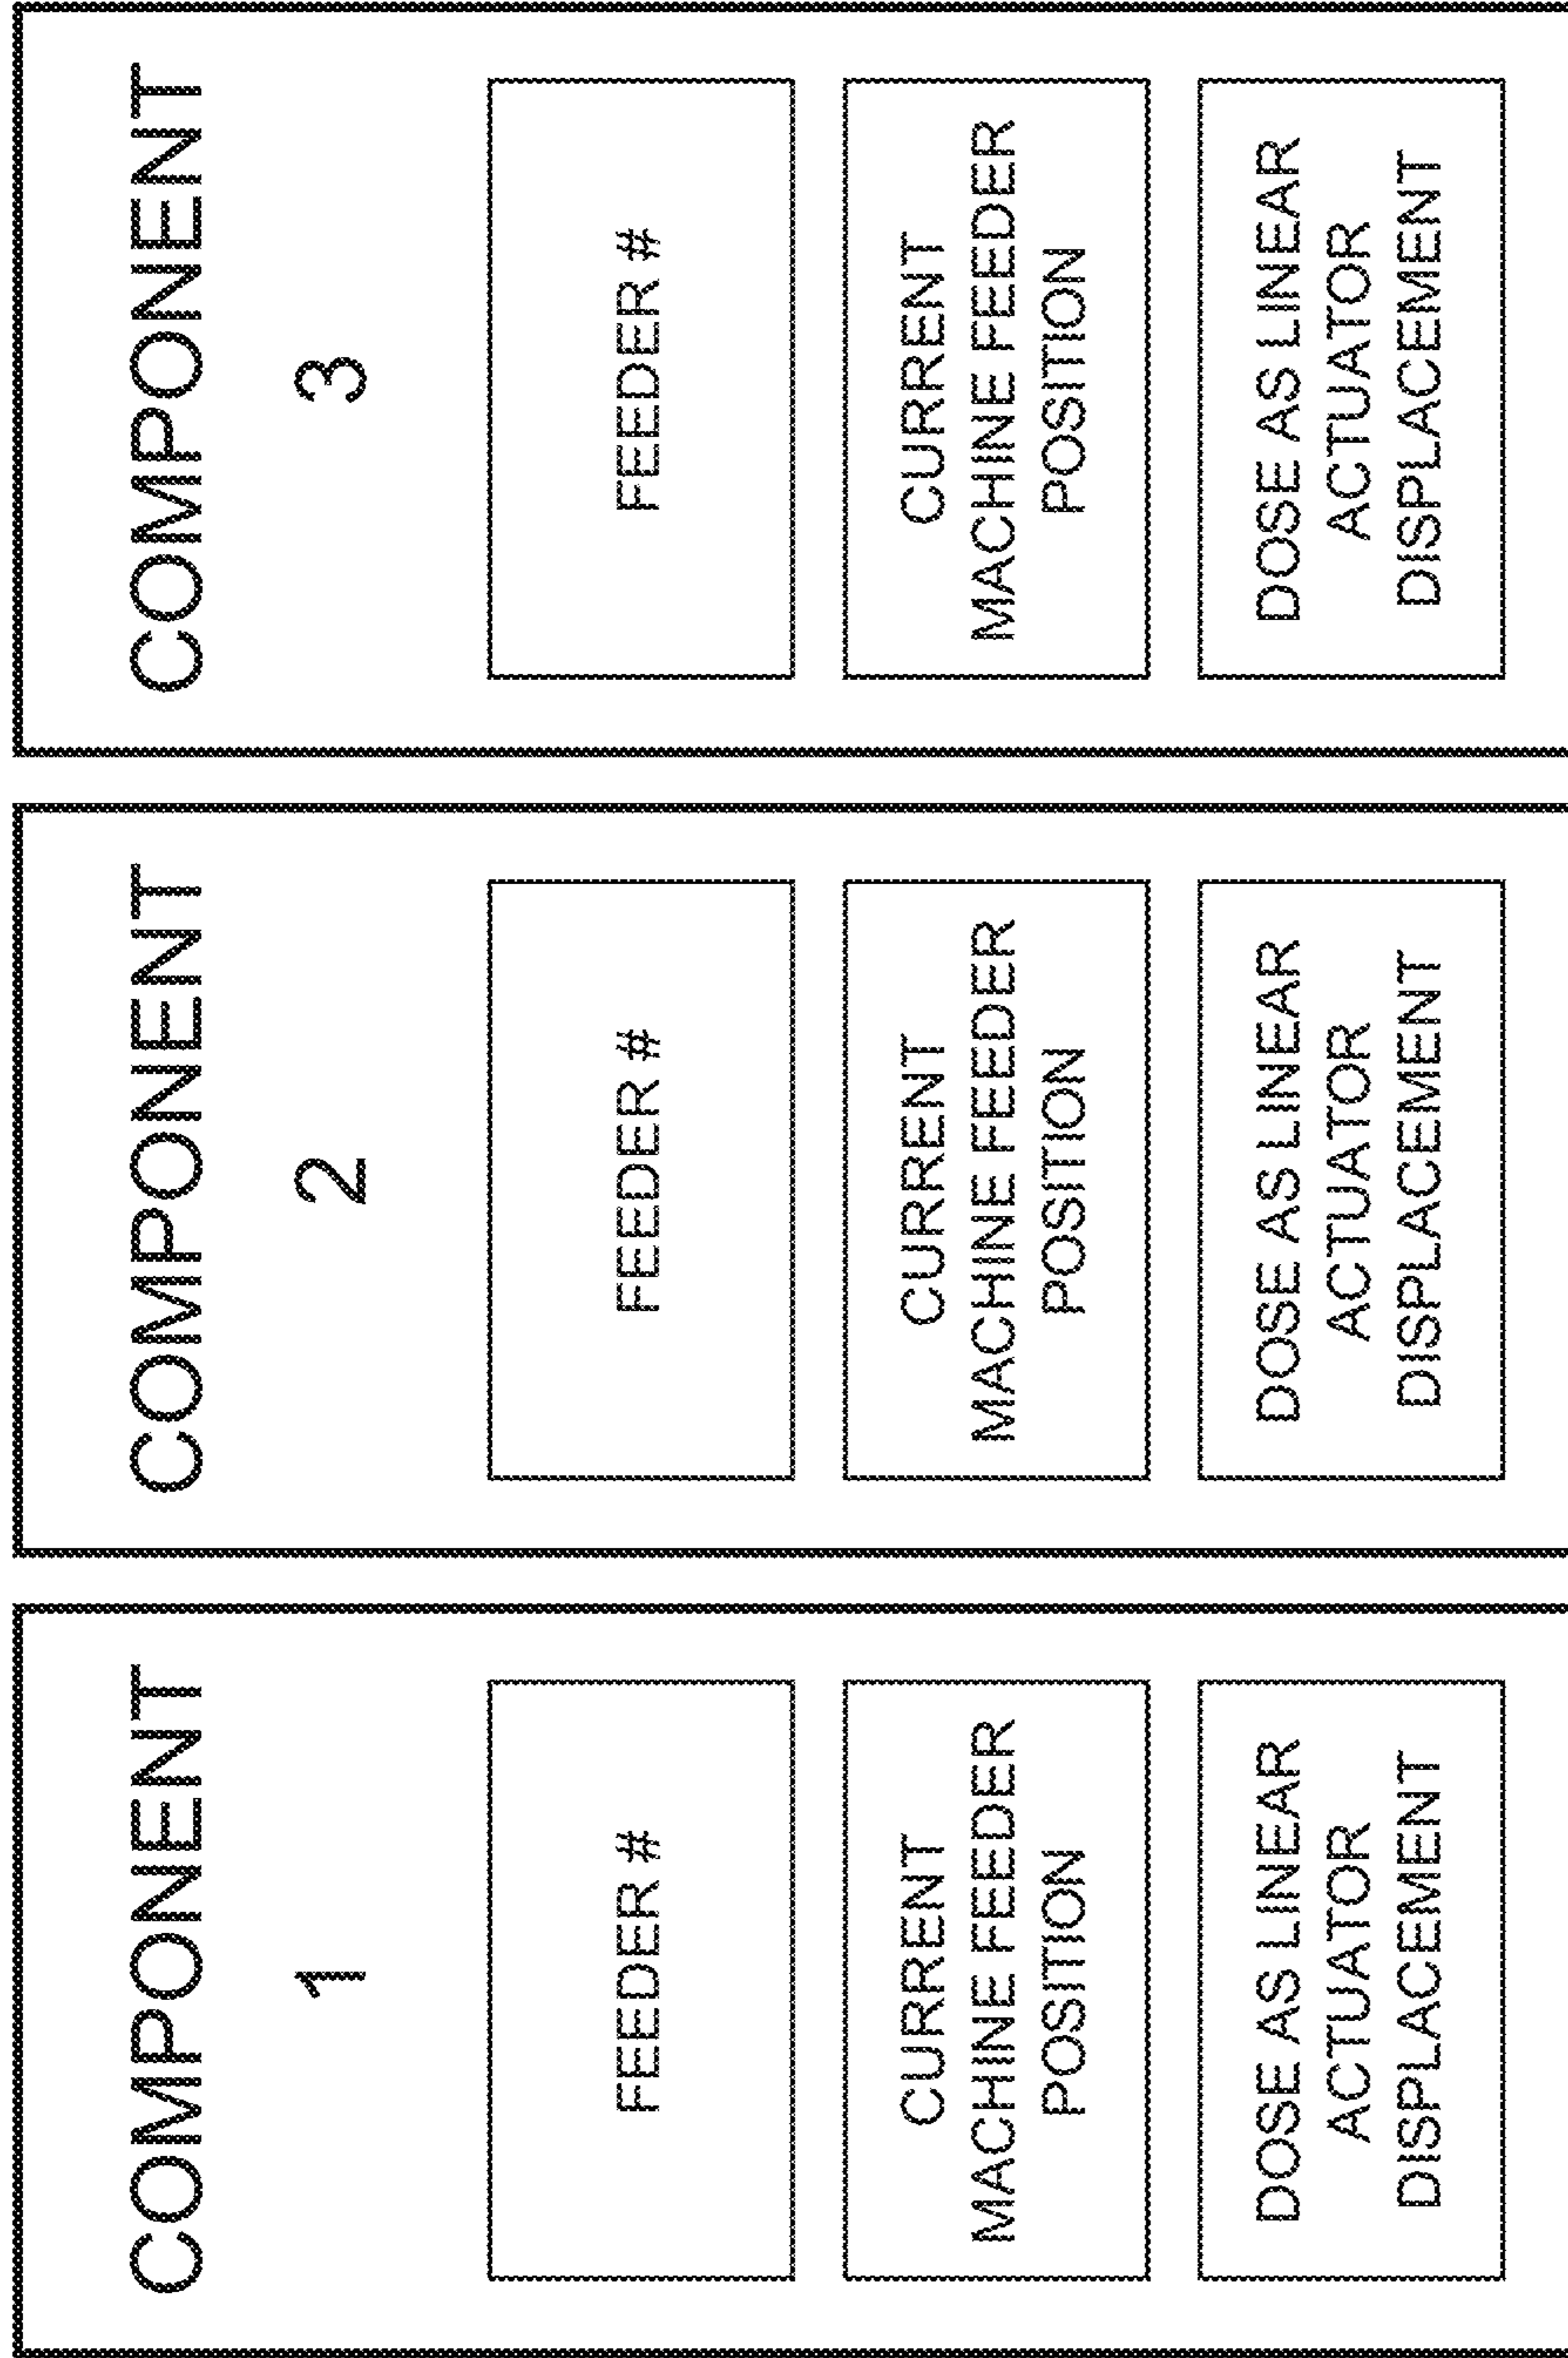 COMPONENT
1
FEEDER #
CURRENT
MACHINE FEEDER
POSITION
DOSE AS LINEAR
ACTUATOR
DISPLACEMENT
COMPONENT
2
FEEDER #
CURRENT
MACHINE FEEDER
POSITION
DOSE AS LINEAR
ACTUATOR
DISPLACEMENT
COMPONENT
3
FEEDER #
CURRENT
MACHINE FEEDER
POSITION
DOSE AS LINEAR
ACTUATOR
DISPLACEMENT